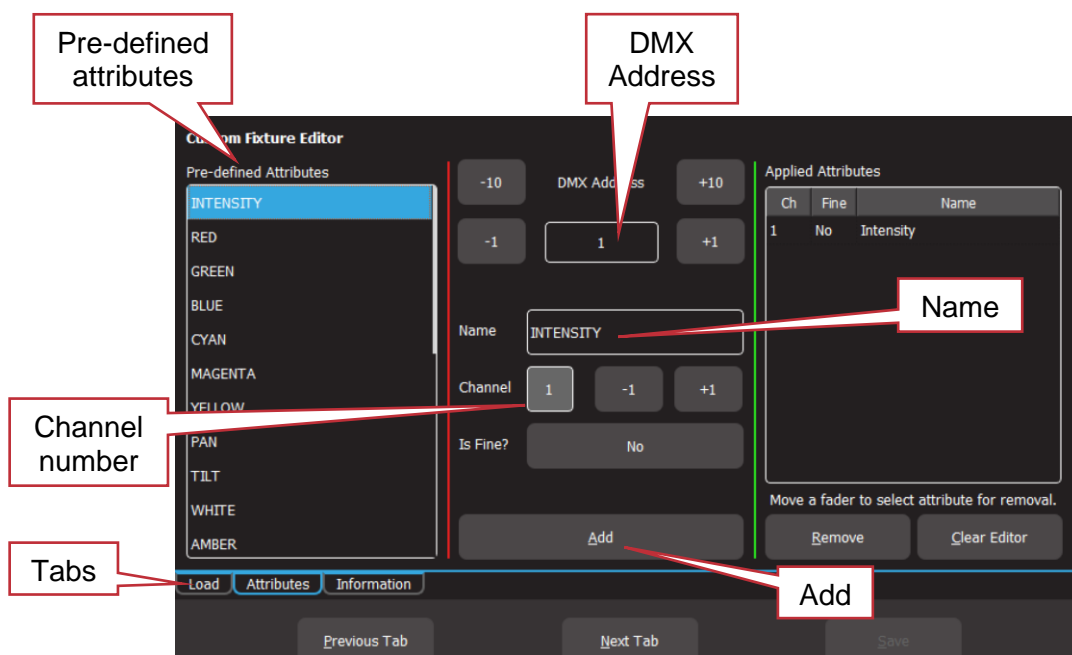 Pre-defined
attributes
DMX
Address
Custom Fixture Editor
Pre-defined Attributes
INTENSITY
RED
GREEN
BLUE
CYAN
MAGENTA
YELLOW
PAN
TILT
WHITE
AMBER
-10
DMX Address
+10
-1
1
+1
Name
INTENSITY
Channel
1
-1
+1
Is Fine?
No
Add
Applied Attributes
Ch Fine Name
1 No Intensity
Move a fader to select attribute for removal.
Remove
Clear Editor
Name
Channel
number
Tabs
Add
Load
Attributes
Information
Previous Tab
Next Tab
Save